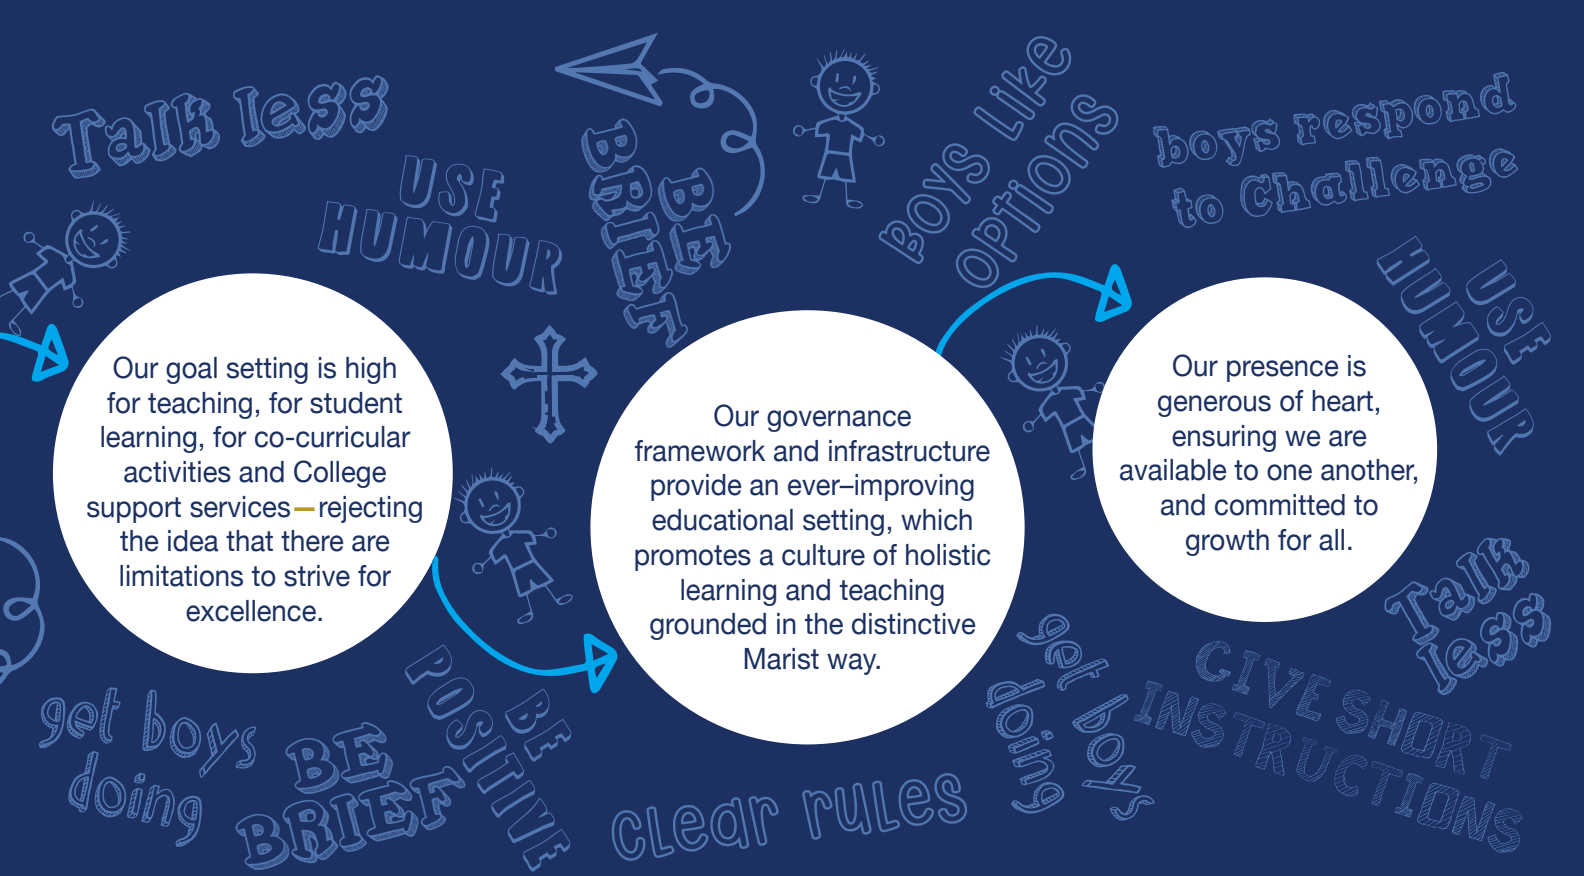 Talk less
USE
HUMOUR
BE
BRIEF
BOYS LiKe
OPTiONS
boys respond
to Challenge
USE
HUMOUR
Our goal setting is high
for teaching, for student
learning, for co-curricular
activities and College
support services—rejecting
the idea that there are
limitations to strive for
excellence.
Our governance
framework and infrastructure
provide an ever–improving
educational setting, which
promotes a culture of holistic
learning and teaching
grounded in the distinctive
Marist way.
Our presence is
generous of heart,
ensuring we are
available to one another,
and committed to
growth for all.
Talk
less
get boys
doing
BE
BRIEF
BE
POSITIVE
CLear rULes
get boys
doing
GIVE SHORT
INSTRUCTIONS